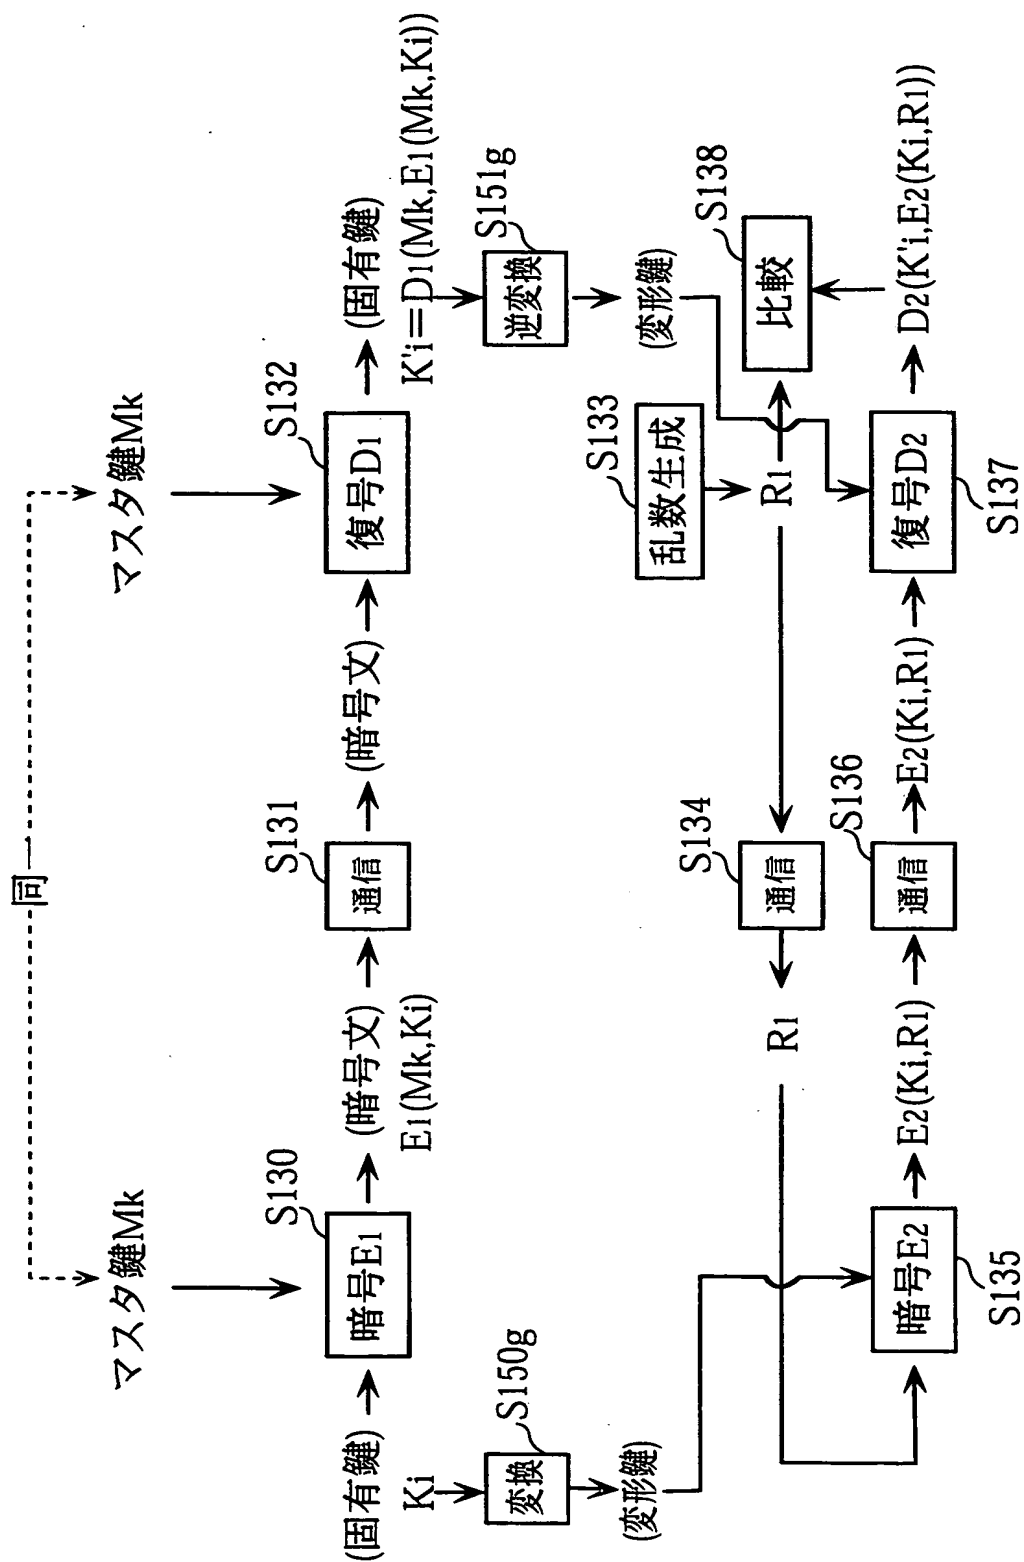 同一
マスタ鍵Mk
マスタ鍵Mk
S130
S131
S132
(固有鍵)
暗号E1
(暗号文)
通信
(暗号文)
復号D1
(固有鍵)
Ki
E1(Mk,Ki)
K'i=D1(Mk,E1(Mk,Ki))
S150g
S151g
変換
逆変換
(変形鍵)
(変形鍵)
S133
乱数生成
S138
比較
S134
R1
通信
R1
S136
S135
暗号E2
E2(Ki,R1)
通信
E2(Ki,R1)
復号D2
D2(K'i,E2(Ki,R1))
S137